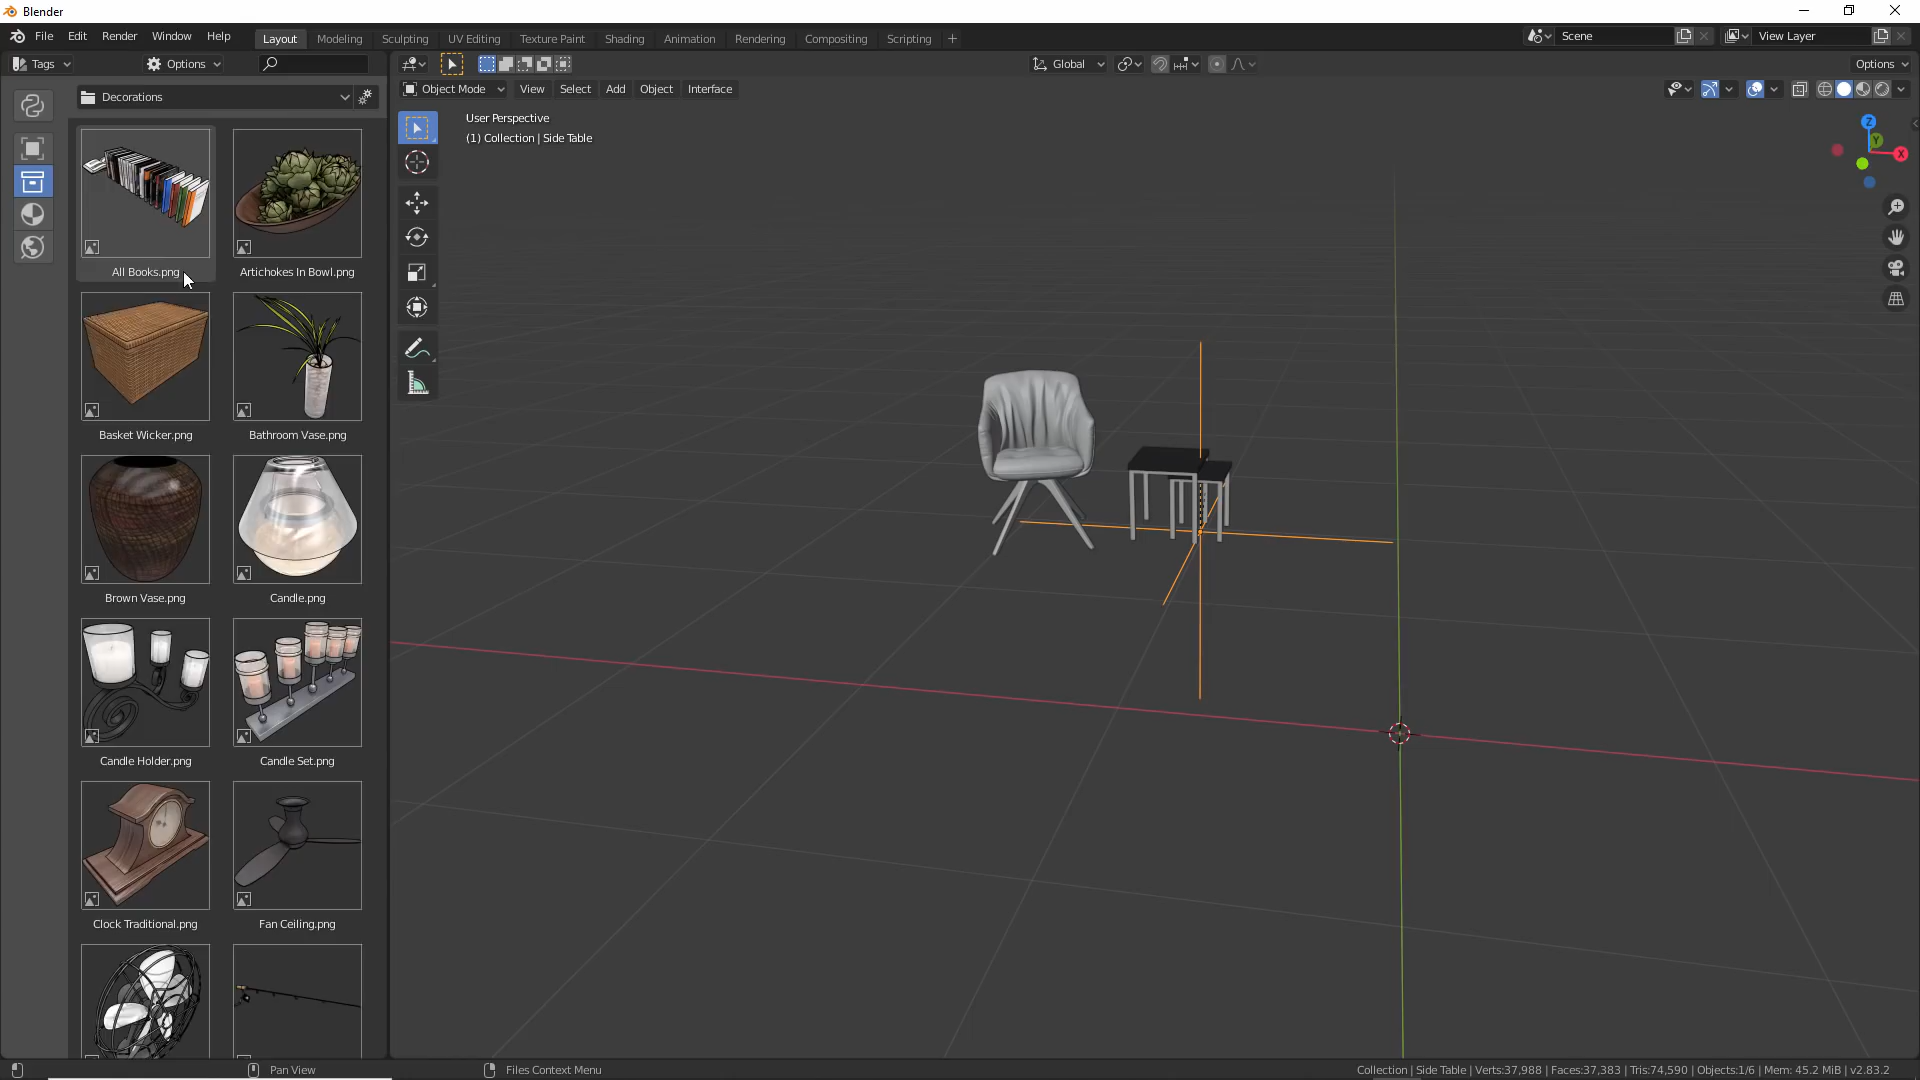 Blender
File Edit Render Window Help
Layout Modeling Sculpting UV Editing Texture Paint Shading Animation Rendering Compositing Scripting +
Scene
View Layer
Tags
Options
Global
Options
Decorations
Object Mode View Select Add Object Interface
User Perspective
(1) Collection | Side Table
Z
Y
X
All Books.png
Artichokes In Bowl.png
Basket Wicker.png
Bathroom Vase.png
Brown Vase.png
Candle.png
Candle Holder.png
Candle Set.png
Clock Traditional.png
Fan Ceiling.png
Pan View
Files Context Menu
Collection | Side Table | Verts:37,988 | Faces:37,383 | Tris:74,590 | Objects:1/6 | Mem: 45.2 MiB | v2.83.2